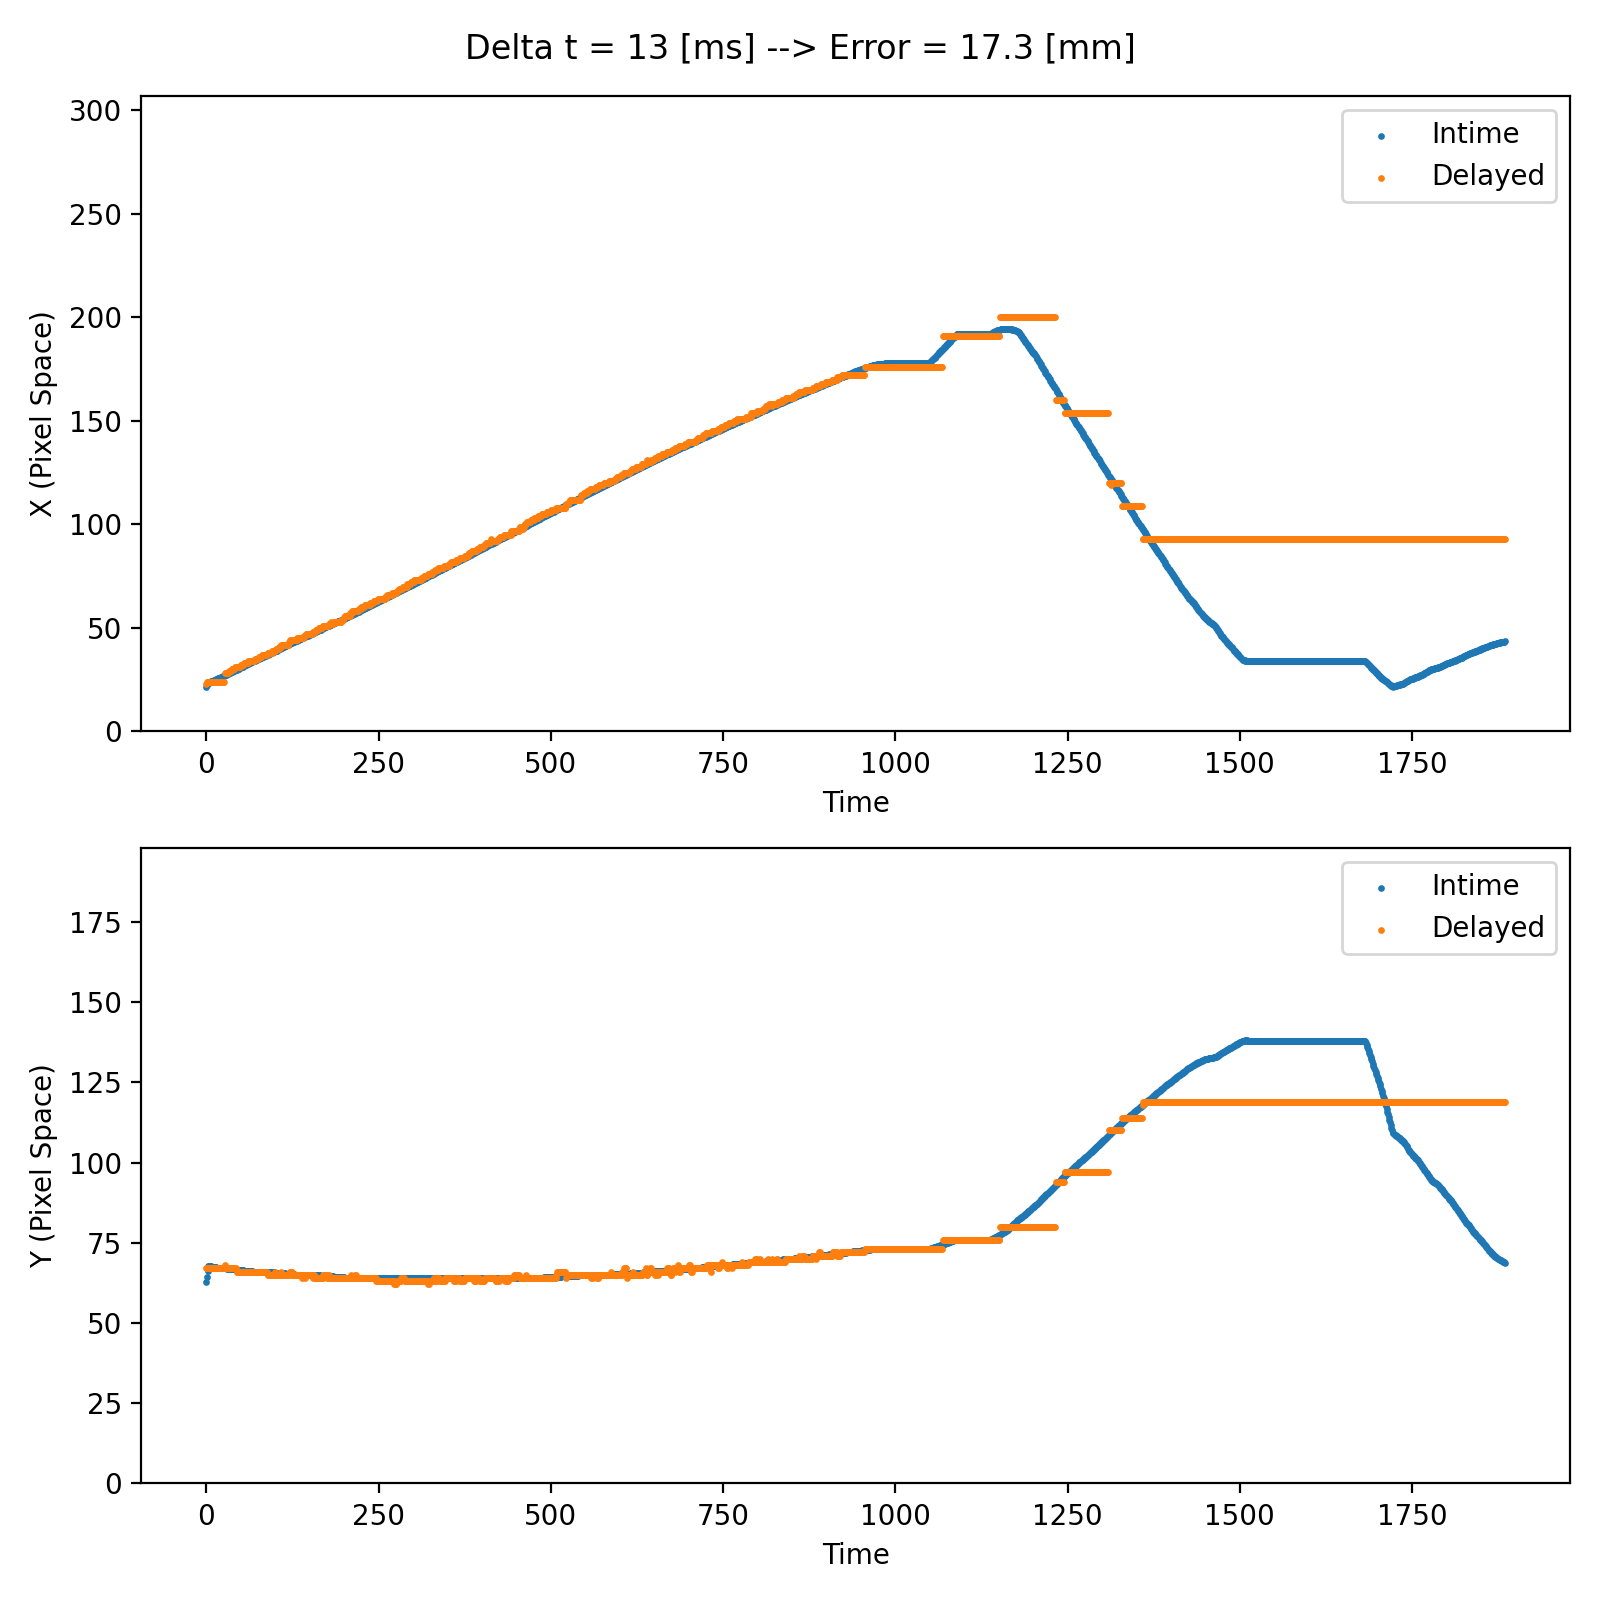 Delta t = 13 [ms] --> Error = 17.3 [mm]
300
250
200
150
100
50
0
X (Pixel Space)
Intime
Delayed
0 250 500 750 1000 1250 1500 1750
Time
175
150
125
100
75
50
25
0
Y (Pixel Space)
Intime
Delayed
0 250 500 750 1000 1250 1500 1750
Time